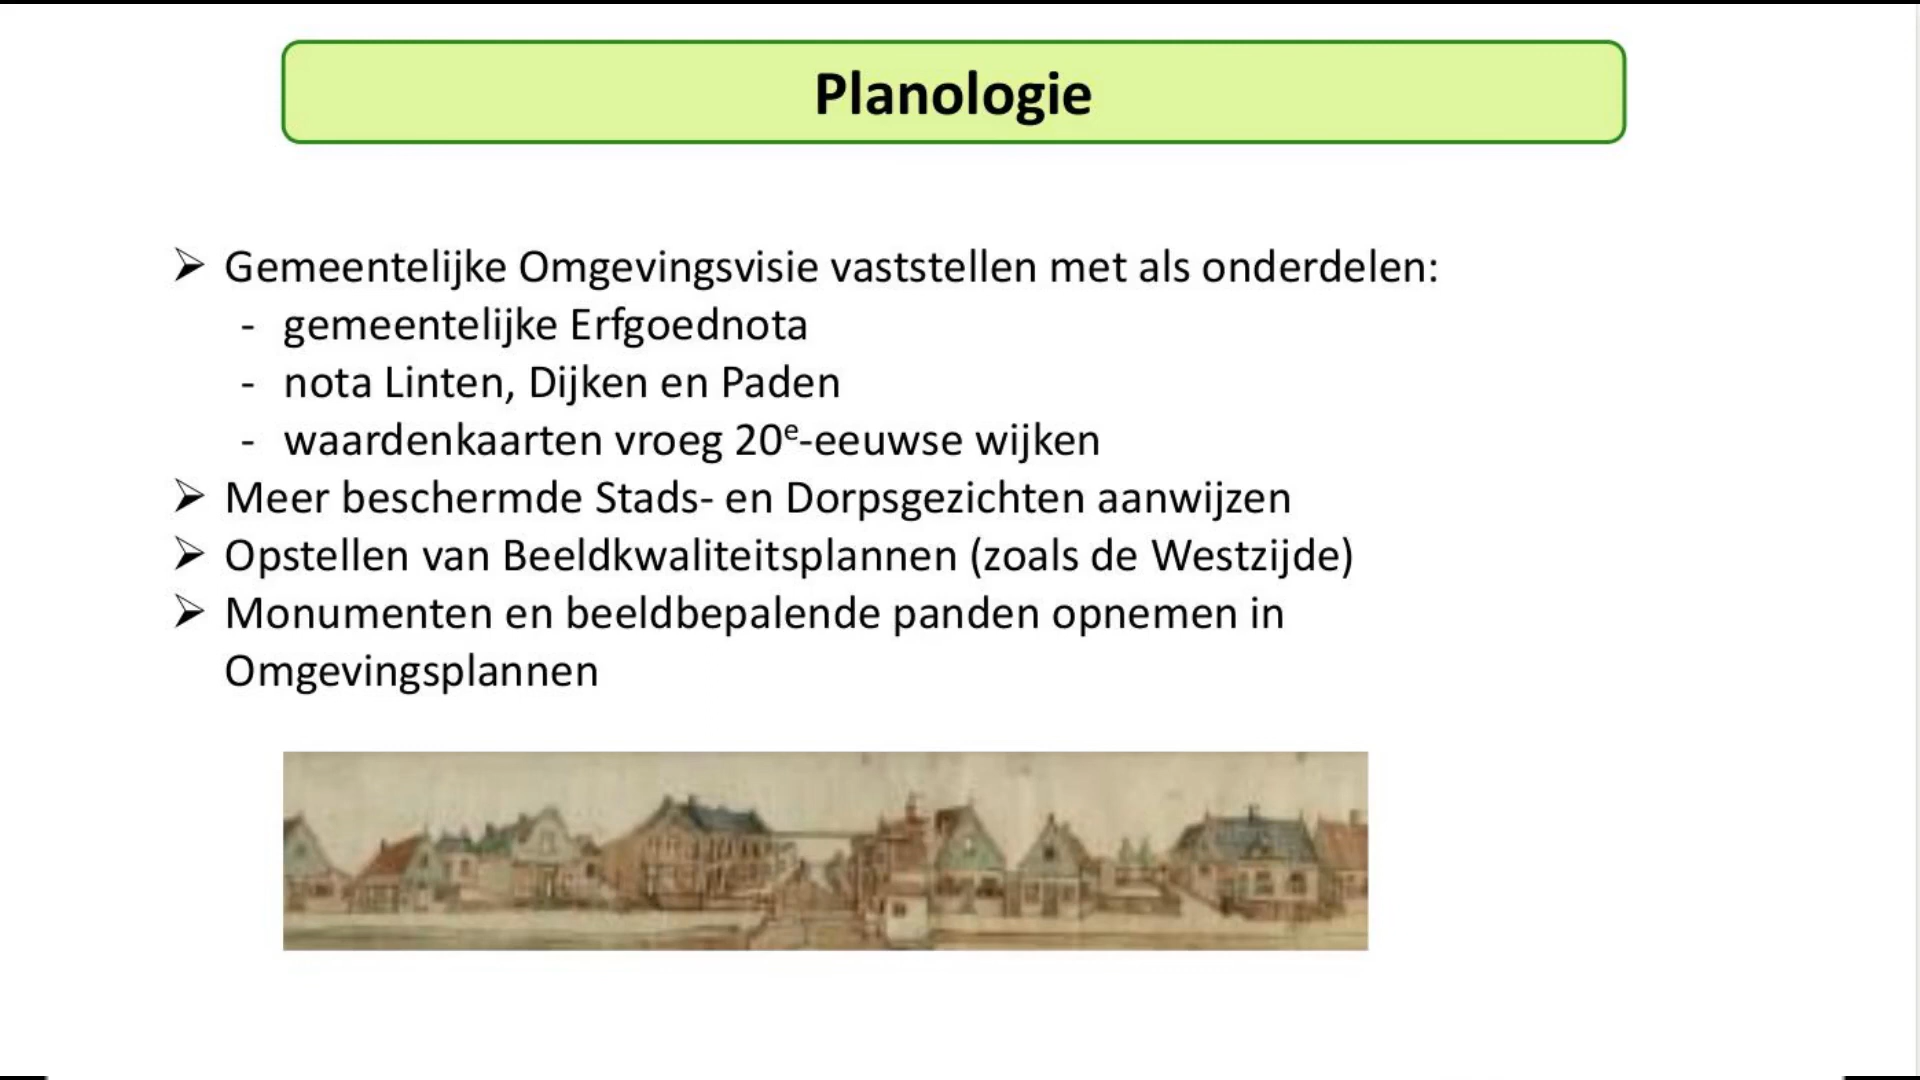 Planologie
➢ Gemeentelijke Omgevingsvisie vaststellen met als onderdelen:
- gemeentelijke Erfgoednota
- nota Linten, Dijken en Paden
- waardenkaarten vroeg 20ᵉ-eeuwse wijken
➢ Meer beschermde Stads- en Dorpsgezichten aanwijzen
➢ Opstellen van Beeldkwaliteitsplannen (zoals de Westzijde)
➢ Monumenten en beeldbepalende panden opnemen in
Omgevingsplannen